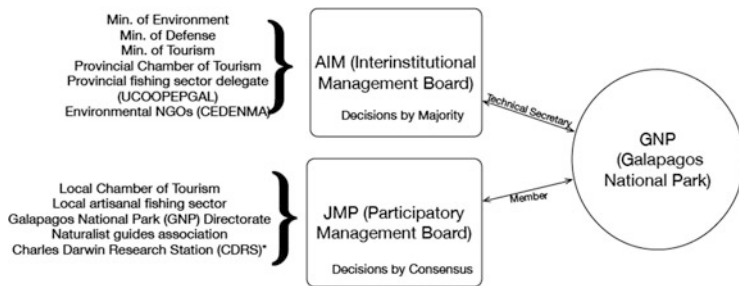 Min. of Environment
Min. of Defense
Min. of Tourism
Provincial Chamber of Tourism
Provincial fishing sector delegate
(UCOOPEPGAL)
Environmental NGOs (CEDENMA)
AIM (Interinstitutional
Management Board)
Decisions by Majority
Technical Secretary
GNP
(Galapagos
National Park)
Local Chamber of Tourism
Local artisanal fishing sector
Galapagos National Park (GNP) Directorate
Naturalist guides association
Charles Darwin Research Station (CDRS)*
JMP (Participatory
Management Board)
Decisions by Consensus
Member